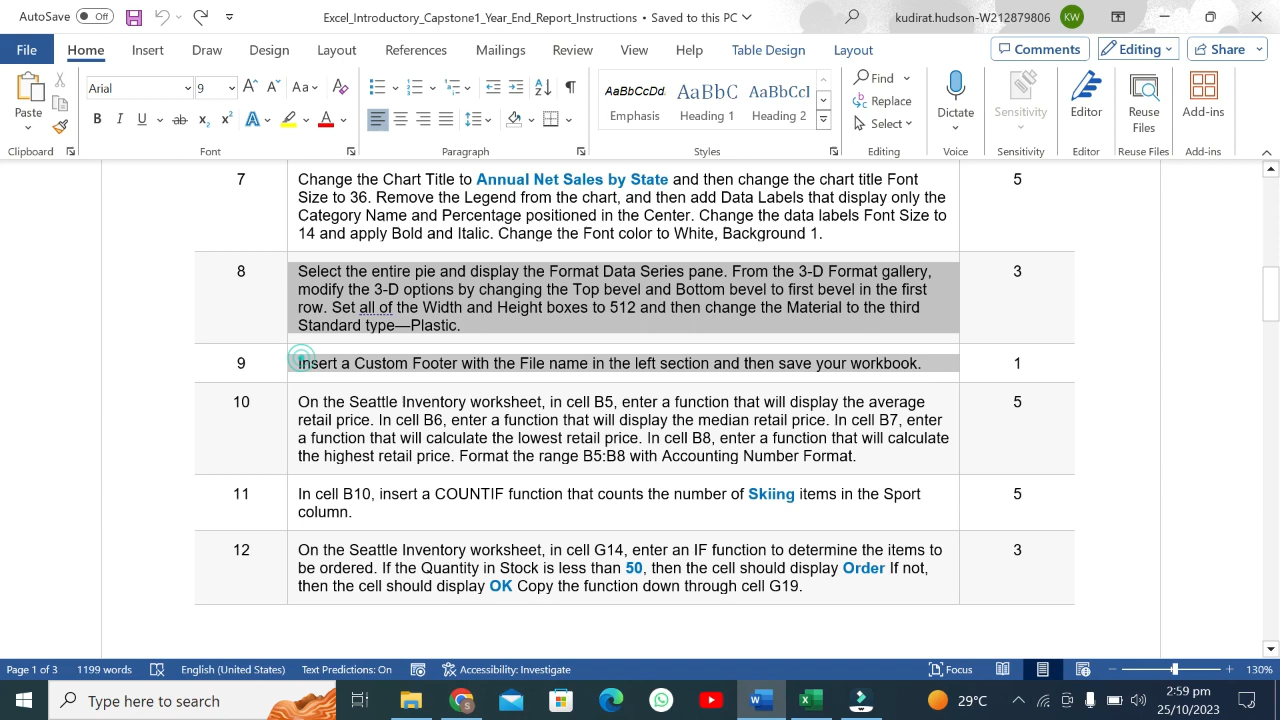 AutoSave Off Excel_Introductory_Capstone1_Year_End_Report_Instructions • Saved to this PC kudirat.hudson-W212879806 KW
File Home Insert Draw Design Layout References Mailings Review View Help Table Design Layout Comments Editing Share
Paste Arial 9 Aa AaBbCcDd AaBbC AaBbCcI Find Replace Select Dictate Sensitivity Editor Reuse Files Add-ins
Emphasis Heading 1 Heading 2
Clipboard Font Paragraph Styles Editing Voice Sensitivity Editor Reuse Files Add-ins
7 Change the Chart Title to Annual Net Sales by State and then change the chart title Font 5
Size to 36. Remove the Legend from the chart, and then add Data Labels that display only the
Category Name and Percentage positioned in the Center. Change the data labels Font Size to
14 and apply Bold and Italic. Change the Font color to White, Background 1.
8 Select the entire pie and display the Format Data Series pane. From the 3-D Format gallery, 3
modify the 3-D options by changing the Top bevel and Bottom bevel to first bevel in the first
row. Set all of the Width and Height boxes to 512 and then change the Material to the third
Standard type—Plastic.
9 Insert a Custom Footer with the File name in the left section and then save your workbook. 1
10 On the Seattle Inventory worksheet, in cell B5, enter a function that will display the average 5
retail price. In cell B6, enter a function that will display the median retail price. In cell B7, enter
a function that will calculate the lowest retail price. In cell B8, enter a function that will calculate
the highest retail price. Format the range B5:B8 with Accounting Number Format.
11 In cell B10, insert a COUNTIF function that counts the number of Skiing items in the Sport 5
column.
12 On the Seattle Inventory worksheet, in cell G14, enter an IF function to determine the items to 3
be ordered. If the Quantity in Stock is less than 50, then the cell should display Order If not,
then the cell should display OK Copy the function down through cell G19.
Page 1 of 3 1199 words English (United States) Text Predictions: On Accessibility: Investigate Focus 130%
Type here to search 29°C 2:59 pm
25/10/2023